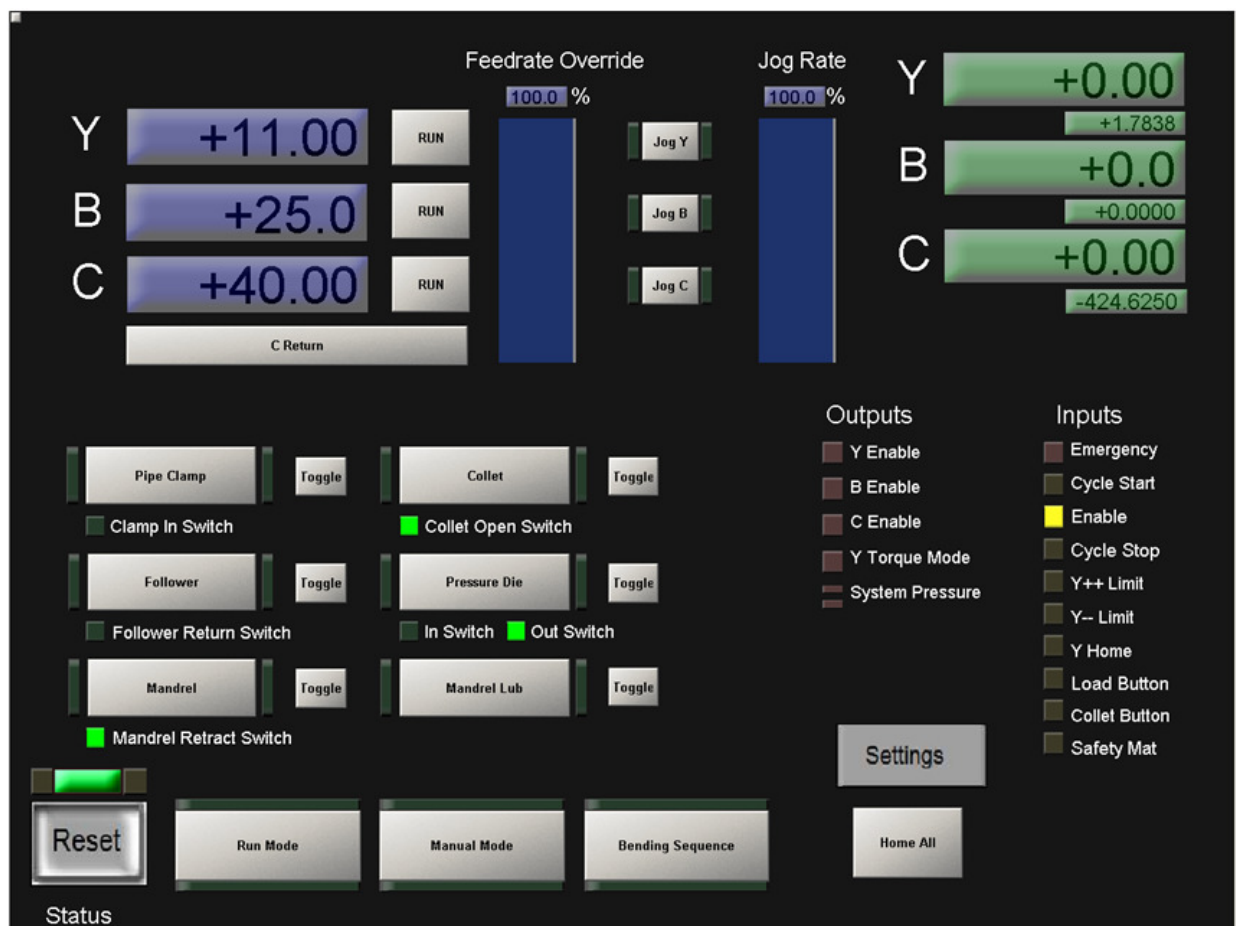 Feedrate Override
100.0 %
Jog Rate
100.0 %
Y +11.00 RUN
B +25.0 RUN
C +40.00 RUN
C Return
Jog Y
Jog B
Jog C
Y +0.00
+1.7838
B +0.0
+0.0000
C +0.00
-424.6250
Pipe Clamp Toggle
Clamp In Switch
Collet Toggle
Collet Open Switch
Follower Toggle
Follower Return Switch
Pressure Die Toggle
In Switch Out Switch
Mandrel Toggle
Mandrel Retract Switch
Mandrel Lub Toggle
Outputs
Y Enable
B Enable
C Enable
Y Torque Mode
System Pressure
Inputs
Emergency
Cycle Start
Enable
Cycle Stop
Y++ Limit
Y-- Limit
Y Home
Load Button
Collet Button
Safety Mat
Settings
Reset
Run Mode
Manual Mode
Bending Sequence
Home All
Status